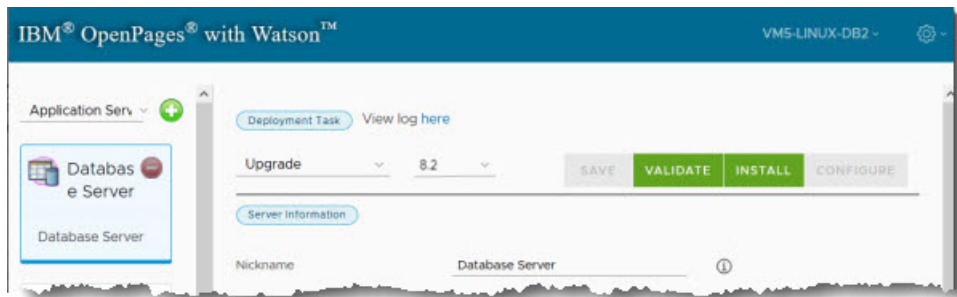 IBM® OpenPages® with Watson™
VM5-LINUX-DB2
Application Serv
Deployment Task View log here
Upgrade 8.2 SAVE VALIDATE INSTALL CONFIGURE
Databas
e Server
Server Information
Database Server
Nickname Database Server